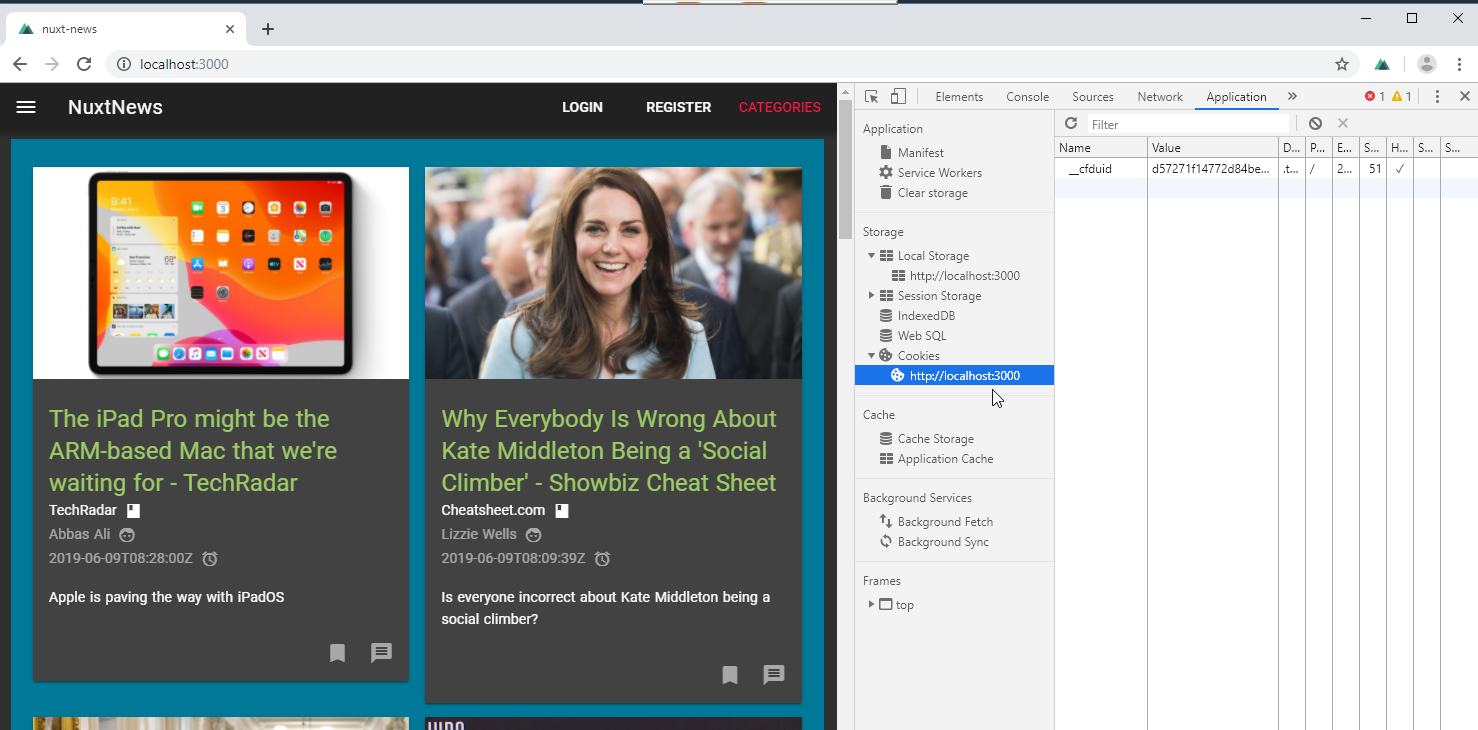 nuxt-news
localhost:3000
NuxtNews
LOGIN
REGISTER
CATEGORIES
9:41
The iPad Pro might be the
ARM-based Mac that we're
waiting for - TechRadar
TechRadar
Abbas Ali
2019-06-09T08:28:00Z
Apple is paving the way with iPadOS
Why Everybody Is Wrong About
Kate Middleton Being a 'Social
Climber' - Showbiz Cheat Sheet
Cheatsheet.com
Lizzie Wells
2019-06-09T08:09:39Z
Is everyone incorrect about Kate Middleton being a
social climber?
Elements
Console
Sources
Network
Application
1
1
Application
Manifest
Service Workers
Clear storage
Storage
Local Storage
http://localhost:3000
Session Storage
IndexedDB
Web SQL
Cookies
http://localhost:3000
Cache
Cache Storage
Application Cache
Background Services
Background Fetch
Background Sync
Frames
top
Filter
Name Value D... P... E... S... H... S... S...
__cfduid d57271f14772d84be... .t... / 2... 51 ✓